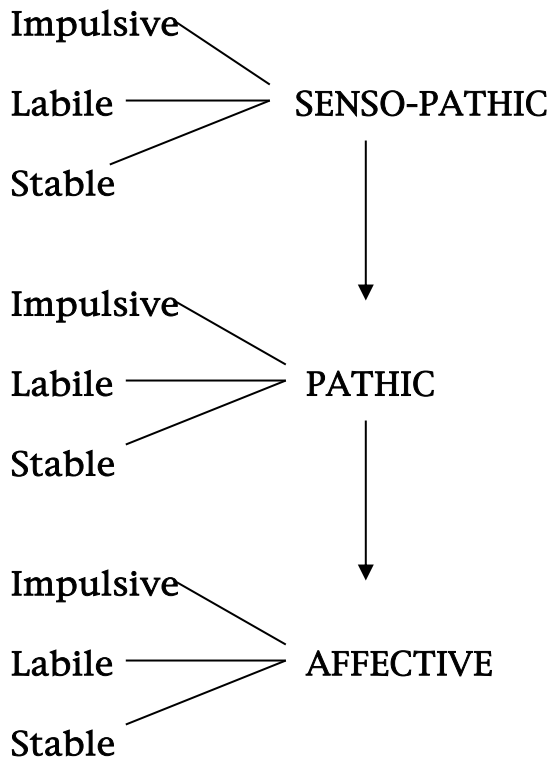 Impulsive
Labile SENSO-PATHIC
Stable
Impulsive
Labile PATHIC
Stable
Impulsive
Labile AFFECTIVE
Stable